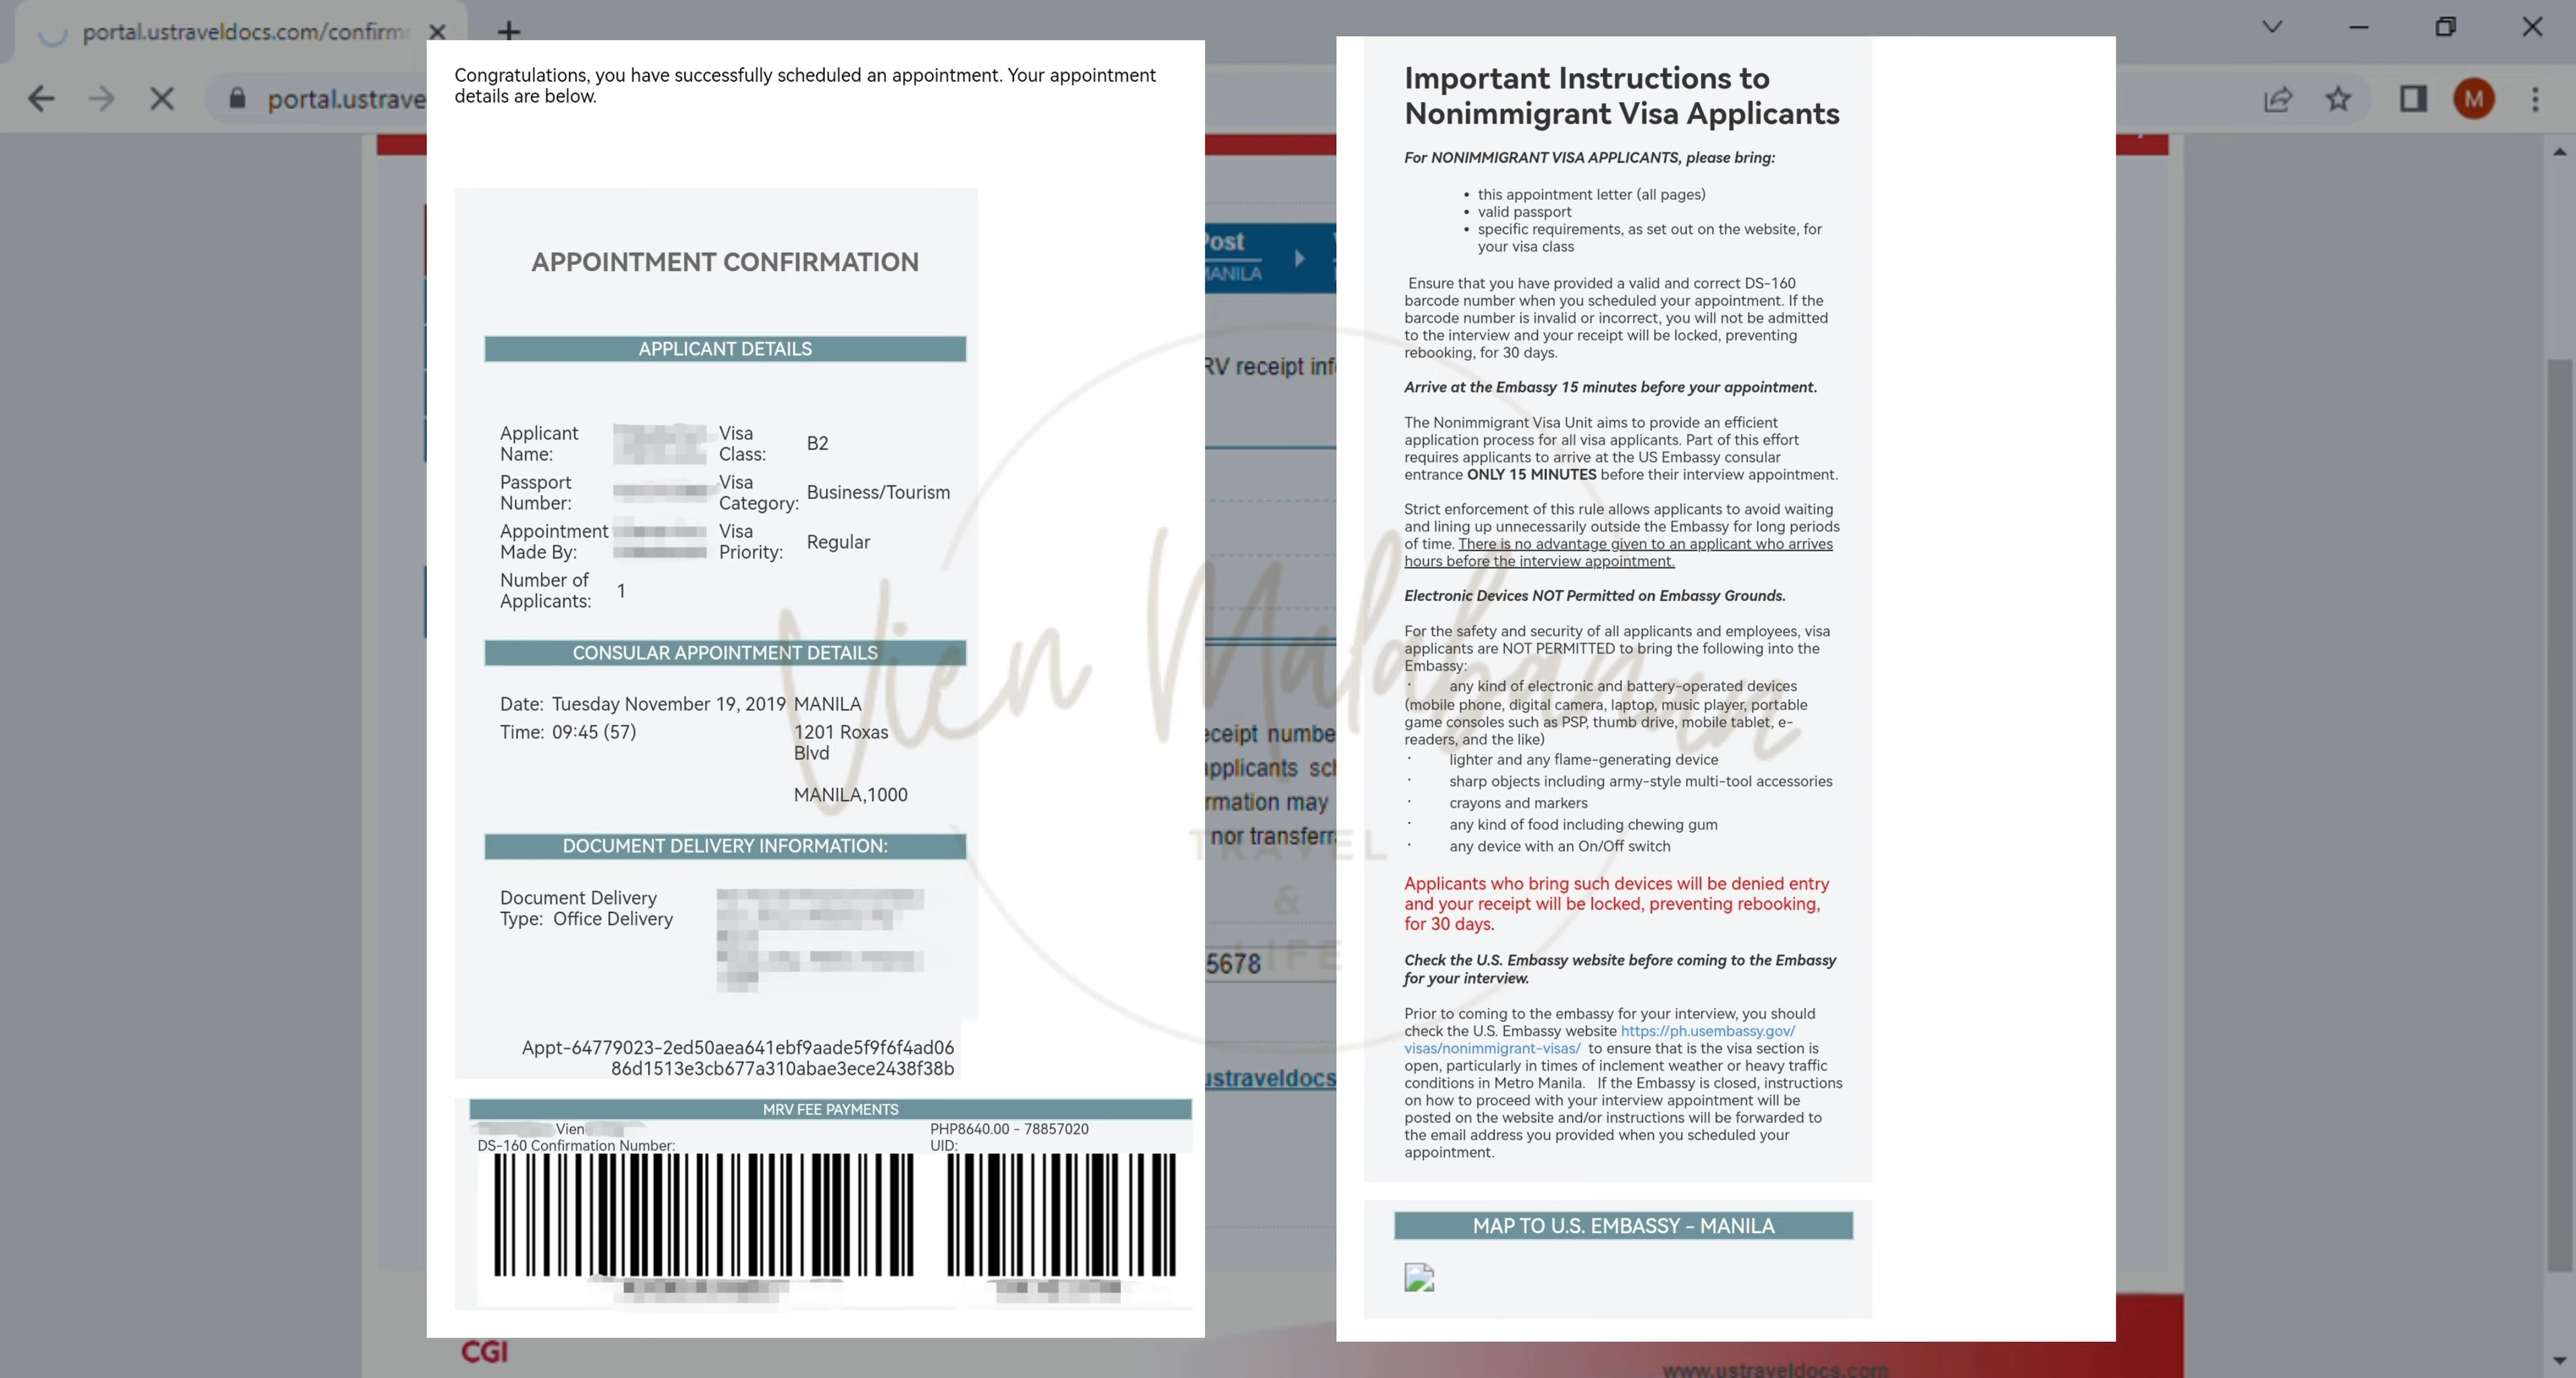 portal.ustraveldocs.com/confirm
portal.ustrave
M
Congratulations, you have successfully scheduled an appointment. Your appointment
details are below.
APPOINTMENT CONFIRMATION
APPLICANT DETAILS
Applicant
Name:
Visa
Class:
B2
Passport
Number:
Visa
Category:
Business/Tourism
Appointment
Made By:
Visa
Priority:
Regular
Number of
Applicants:
1
CONSULAR APPOINTMENT DETAILS
Date: Tuesday November 19, 2019 MANILA
Time: 09:45 (57) 1201 Roxas
Blvd
MANILA,1000
DOCUMENT DELIVERY INFORMATION:
Document Delivery
Type: Office Delivery
Appt-64779023-2ed50aea641ebf9aade5f9f6f4ad06
86d1513e3cb677a310abae3ece2438f38b
MRV FEE PAYMENTS
Vien PHP8640.00 - 78857020
DS-160 Confirmation Number: UID:
CGI
Post
MANILA
RV receipt inf
eceipt numbe
applicants sch
rmation may
nor transferr
5678
ustraveldocs
Vien Malabanan
TRAVEL
&
LIFE
Important Instructions to
Nonimmigrant Visa Applicants
For NONIMMIGRANT VISA APPLICANTS, please bring:
• this appointment letter (all pages)
• valid passport
• specific requirements, as set out on the website, for
your visa class
Ensure that you have provided a valid and correct DS-160
barcode number when you scheduled your appointment. If the
barcode number is invalid or incorrect, you will not be admitted
to the interview and your receipt will be locked, preventing
rebooking, for 30 days.
Arrive at the Embassy 15 minutes before your appointment.
The Nonimmigrant Visa Unit aims to provide an efficient
application process for all visa applicants. Part of this effort
requires applicants to arrive at the US Embassy consular
entrance ONLY 15 MINUTES before their interview appointment.
Strict enforcement of this rule allows applicants to avoid waiting
and lining up unnecessarily outside the Embassy for long periods
of time. There is no advantage given to an applicant who arrives
hours before the interview appointment.
Electronic Devices NOT Permitted on Embassy Grounds.
For the safety and security of all applicants and employees, visa
applicants are NOT PERMITTED to bring the following into the
Embassy:
· any kind of electronic and battery-operated devices
(mobile phone, digital camera, laptop, music player, portable
game consoles such as PSP, thumb drive, mobile tablet, e-
readers, and the like)
· lighter and any flame-generating device
· sharp objects including army-style multi-tool accessories
· crayons and markers
· any kind of food including chewing gum
· any device with an On/Off switch
Applicants who bring such devices will be denied entry
and your receipt will be locked, preventing rebooking,
for 30 days.
Check the U.S. Embassy website before coming to the Embassy
for your interview.
Prior to coming to the embassy for your interview, you should
check the U.S. Embassy website https://ph.usembassy.gov/
visas/nonimmigrant-visas/ to ensure that is the visa section is
open, particularly in times of inclement weather or heavy traffic
conditions in Metro Manila. If the Embassy is closed, instructions
on how to proceed with your interview appointment will be
posted on the website and/or instructions will be forwarded to
the email address you provided when you scheduled your
appointment.
MAP TO U.S. EMBASSY - MANILA
www.ustraveldocs.com